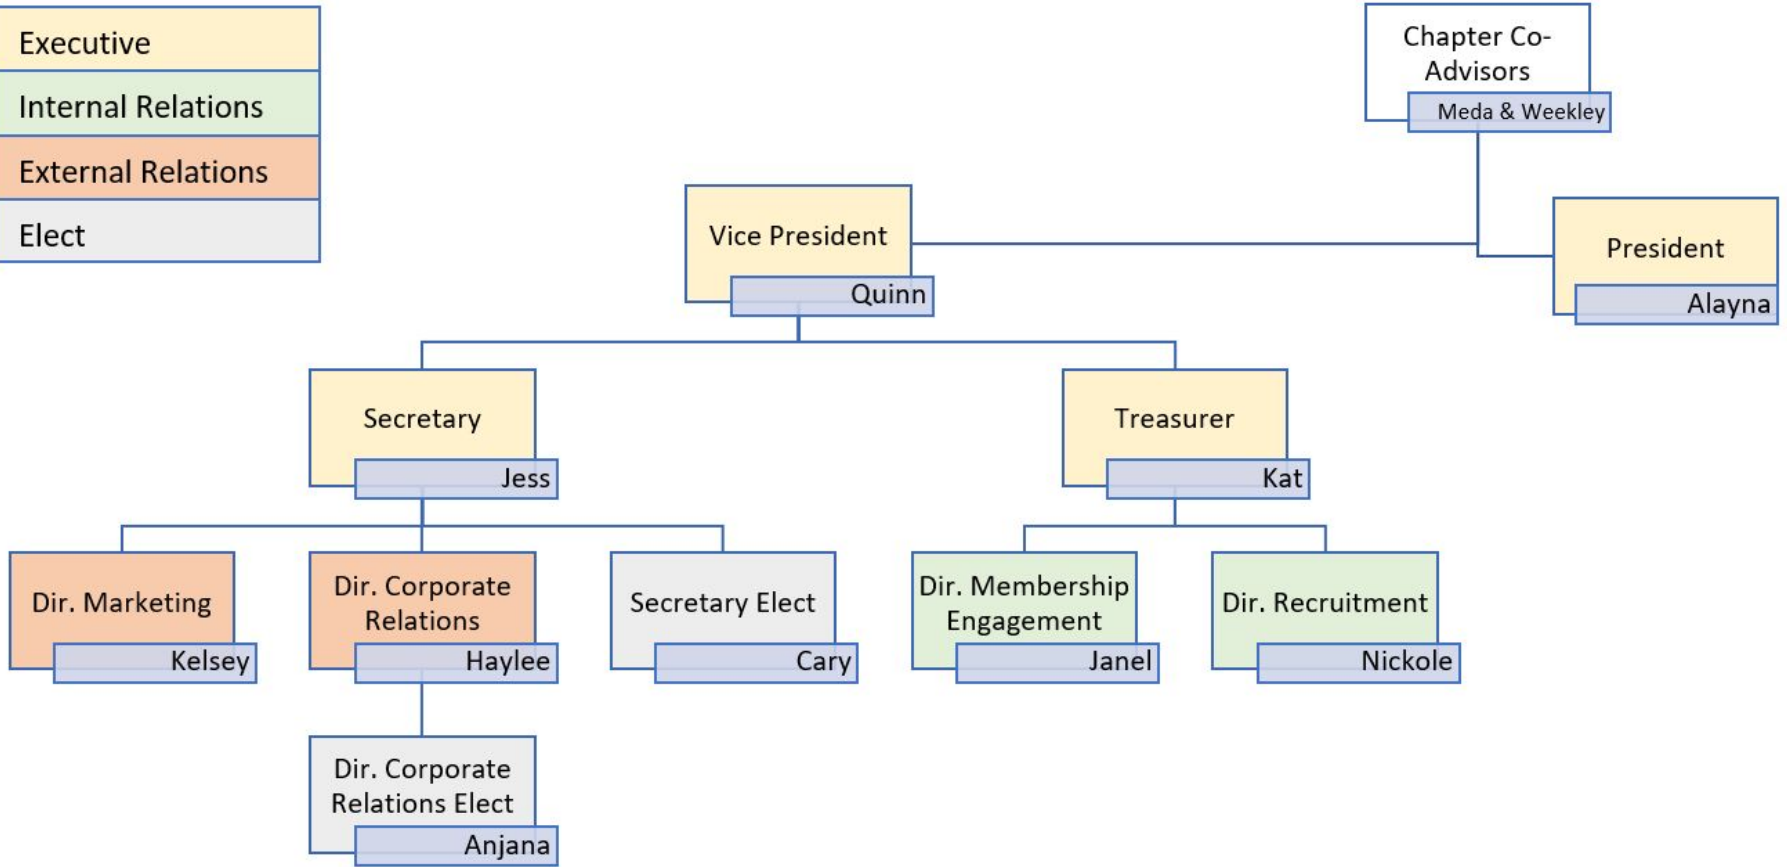 Executive
Internal Relations
External Relations
Elect
Chapter Co-
Advisors
Meda & Weekley
Vice President
Quinn
President
Alayna
Secretary
Jess
Treasurer
Kat
Dir. Marketing
Kelsey
Dir. Corporate
Relations
Haylee
Secretary Elect
Cary
Dir. Membership
Engagement
Janel
Dir. Recruitment
Nickole
Dir. Corporate
Relations Elect
Anjana